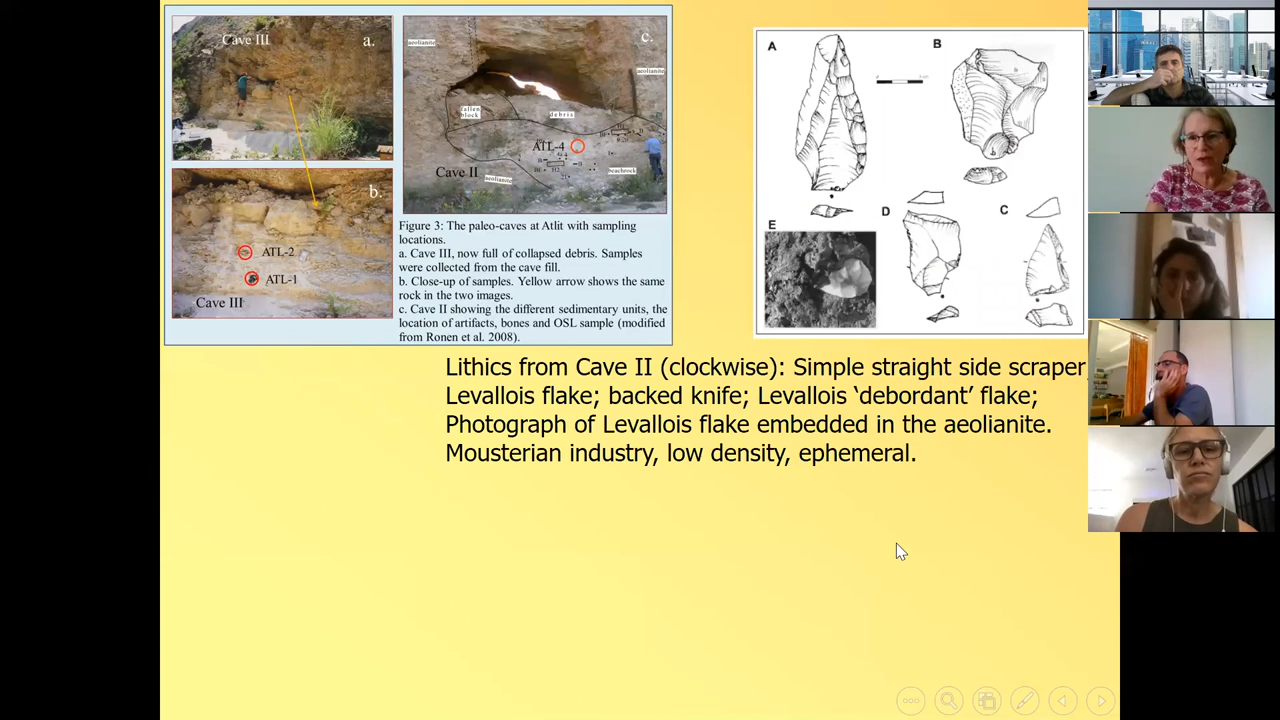 Cave III
a.
b.
ATL-2
ATL-1
Cave III
c.
aeolianite
aeolianite
fallen
block
debris
ATL-4
Cave II
aeolianite
beachrock
Figure 3: The paleo-caves at Atlit with sampling
locations.
a. Cave III, now full of collapsed debris. Samples
were collected from the cave fill.
b. Close-up of samples. Yellow arrow shows the same
rock in the two images.
c. Cave II showing the different sedimentary units, the
location of artifacts, bones and OSL sample (modified
from Ronen et al. 2008).
A
B
E
D
C
Lithics from Cave II (clockwise): Simple straight side scraper
Levallois flake; backed knife; Levallois ‘debordant’ flake;
Photograph of Levallois flake embedded in the aeolianite.
Mousterian industry, low density, ephemeral.